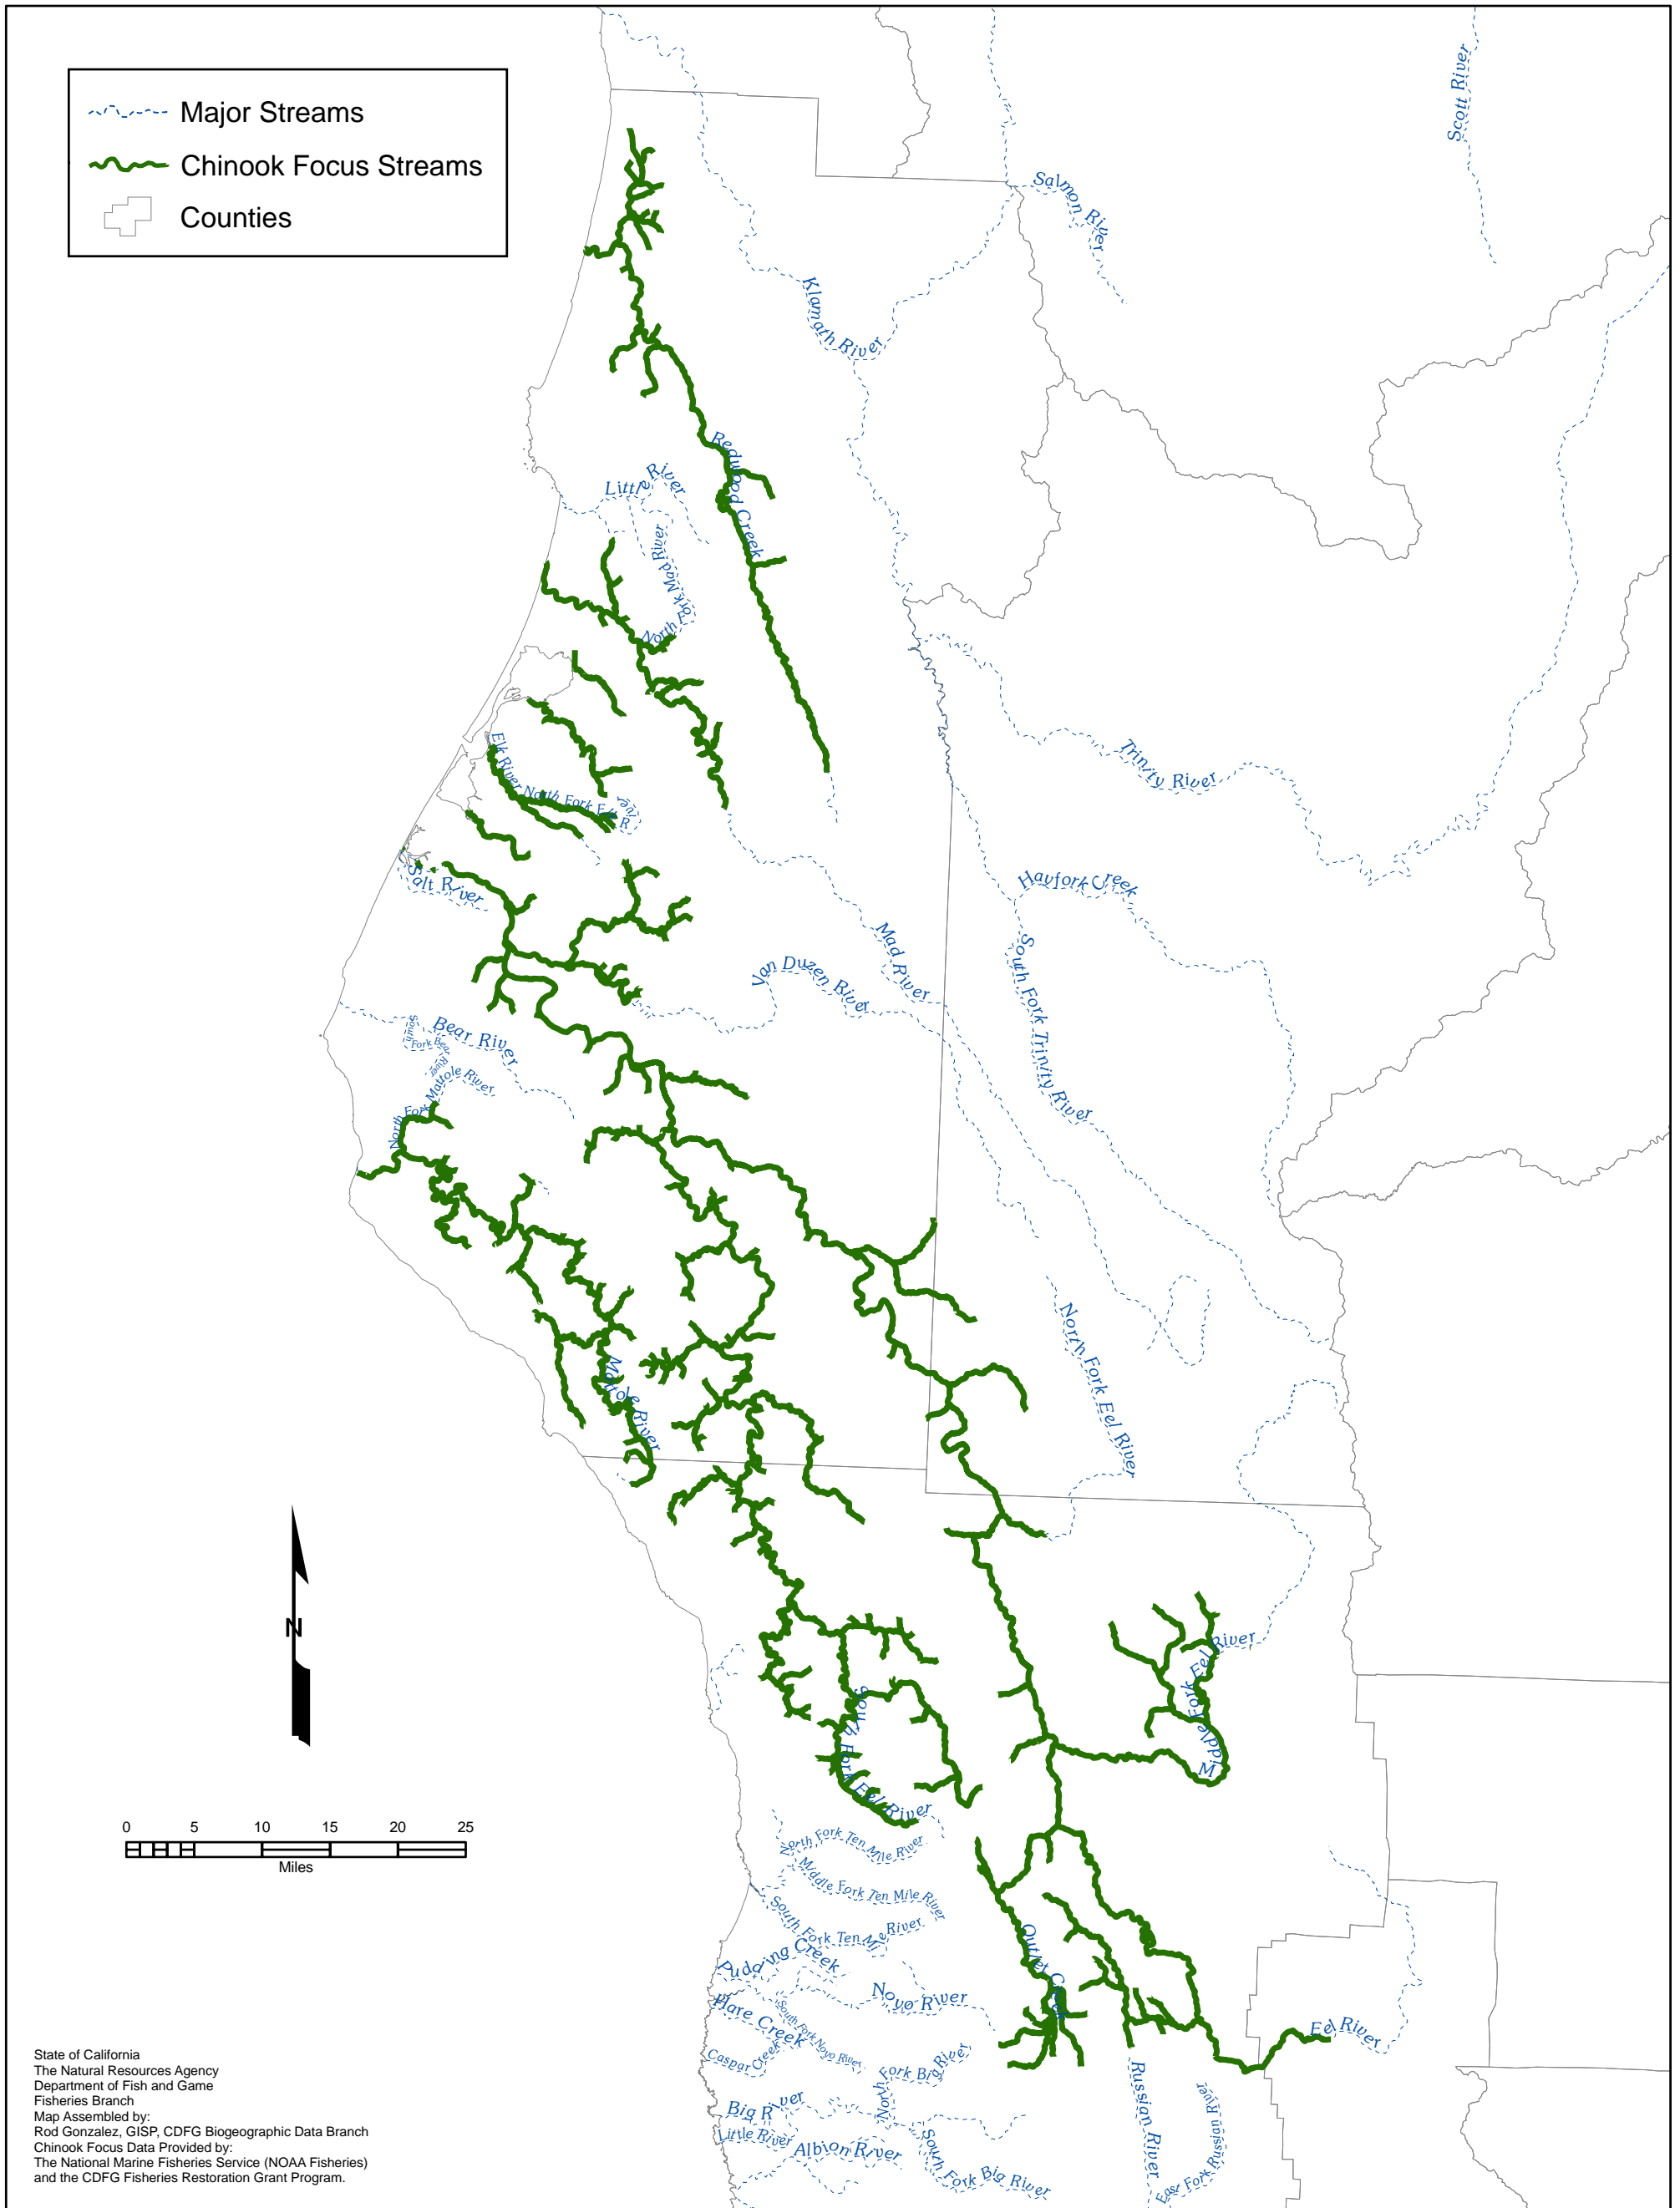 Major Streams
Chinook Focus Streams
Counties
Scott River
Salmon River
Klamath River
Redwood Creek
Little River
North Fork Mad River
Trinity River
Elk River
North Fork Elk River
Hayfork Creek
Salt River
Mad River
Van Duzen River
South Fork Trinity River
Bear River
South Fork Bear River
North Fork Mattole River
North Fork Eel River
Mattole River
N
Middle Fork Eel River
South Fork Eel River
0 5 10 15 20 25
Miles
North Fork Ten Mile River
Middle Fork Ten Mile River
South Fork Ten Mile River
Outlet Creek
Pudding Creek
Noyo River
Hare Creek
South Fork Noyo River
Caspar Creek
Eel River
North Fork Big River
Russian River
East Fork Russian River
Big River
Little River
Albion River
South Fork Big River
State of California
The Natural Resources Agency
Department of Fish and Game
Fisheries Branch
Map Assembled by:
Rod Gonzalez, GISP, CDFG Biogeographic Data Branch
Chinook Focus Data Provided by:
The National Marine Fisheries Service (NOAA Fisheries)
and the CDFG Fisheries Restoration Grant Program.